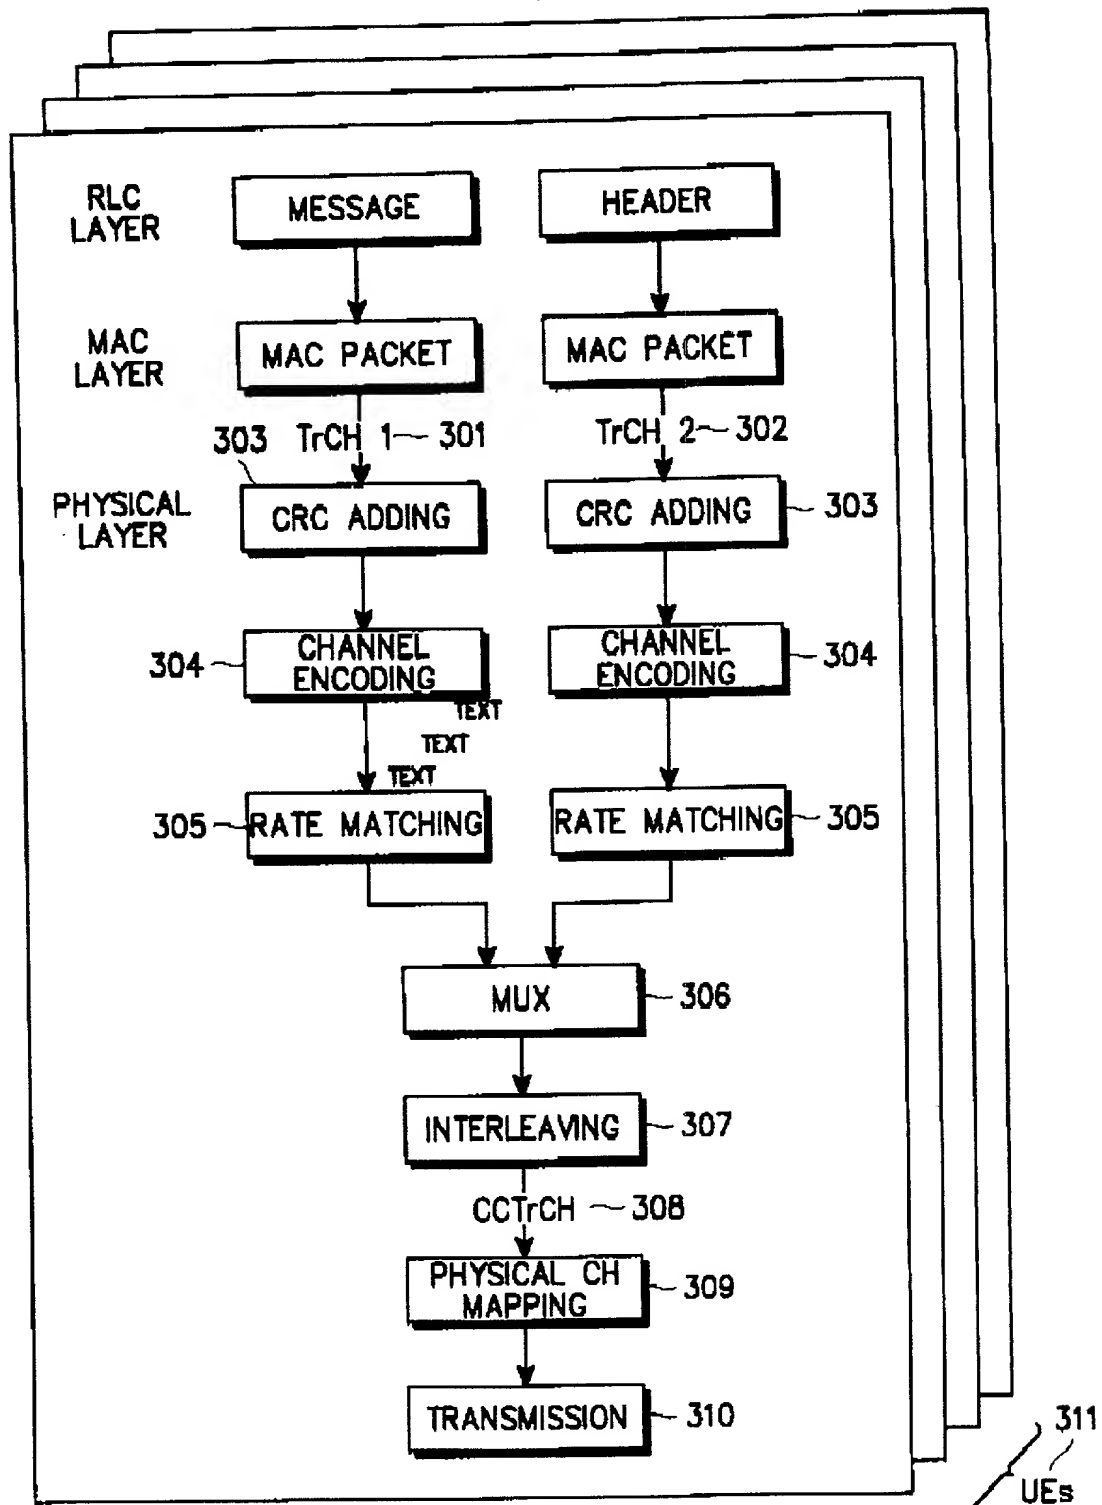 RLC
LAYER
MESSAGE
HEADER
MAC
LAYER
MAC PACKET
MAC PACKET
303
TrCH 1
301
TrCH 2
302
PHYSICAL
LAYER
CRC ADDING
CRC ADDING
303
304
CHANNEL
ENCODING
CHANNEL
ENCODING
304
TEXT
TEXT
TEXT
305
RATE MATCHING
RATE MATCHING
305
MUX
306
INTERLEAVING
307
CCTrCH
308
PHYSICAL CH
MAPPING
309
TRANSMISSION
310
311
UEs